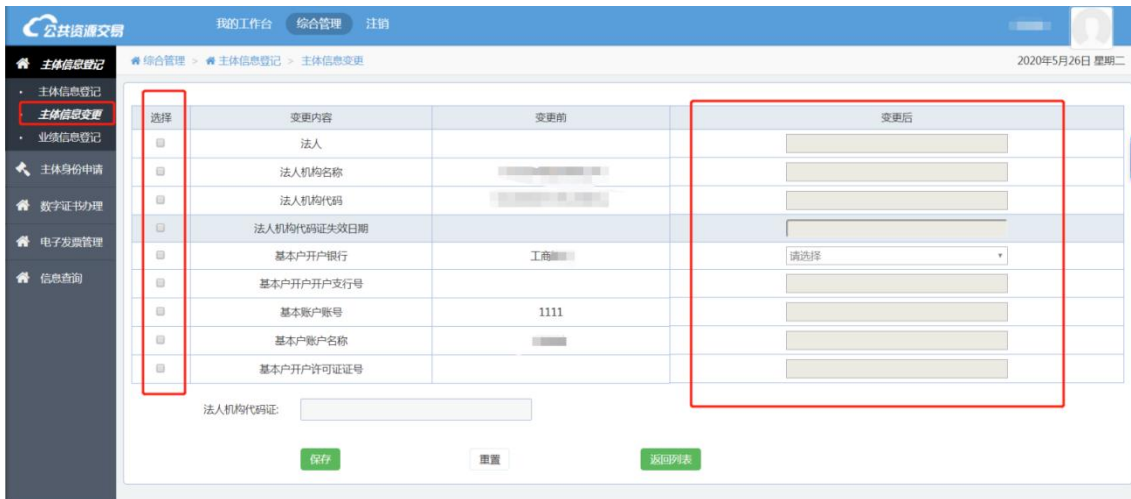 公共资源交易
我的工作台 综合管理 注销
主体信息登记
综合管理 > 主体信息登记 > 主体信息变更
2020年5月26日 星期二
主体信息登记
主体信息变更
业绩信息登记
主体身份申请
数字证书办理
电子发票管理
信息查询
选择 变更内容 变更前 变更后
法人
法人机构名称
法人机构代码
法人机构代码证失效日期
基本户开户银行 工商 请选择
基本户开户开支行号
基本账户账号 1111
基本户账户名称
基本户开户许可证证号
法人机构代码证:
保存 重置 返回列表